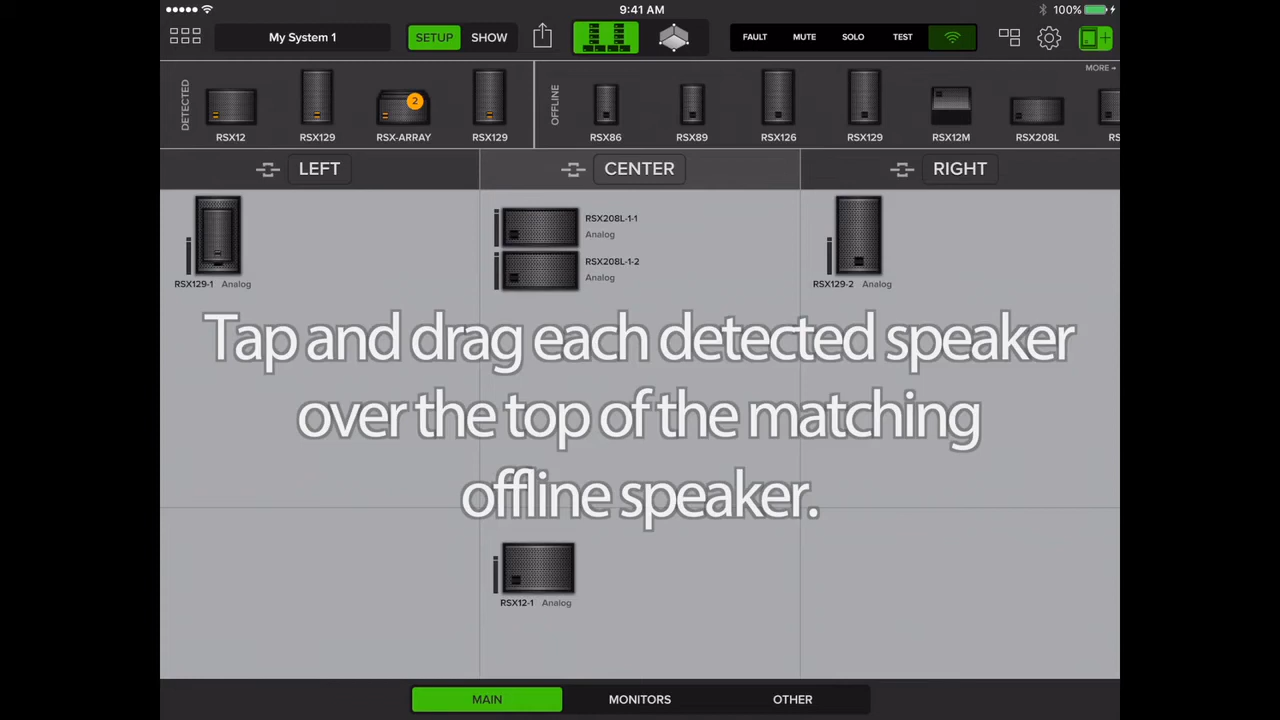 9:41 AM
100%
My System 1
SETUP
SHOW
FAULT
MUTE
SOLO
TEST
DETECTED
RSX12
RSX129
2
RSX-ARRAY
RSX129
OFFLINE
RSX86
RSX89
RSX126
RSX129
RSX12M
RSX208L
RS
MORE
LEFT
CENTER
RIGHT
RSX129-1 Analog
RSX208L-1-1
Analog
RSX208L-1-2
Analog
RSX129-2 Analog
Tap and drag each detected speaker
over the top of the matching
offline speaker.
RSX12-1 Analog
MAIN
MONITORS
OTHER